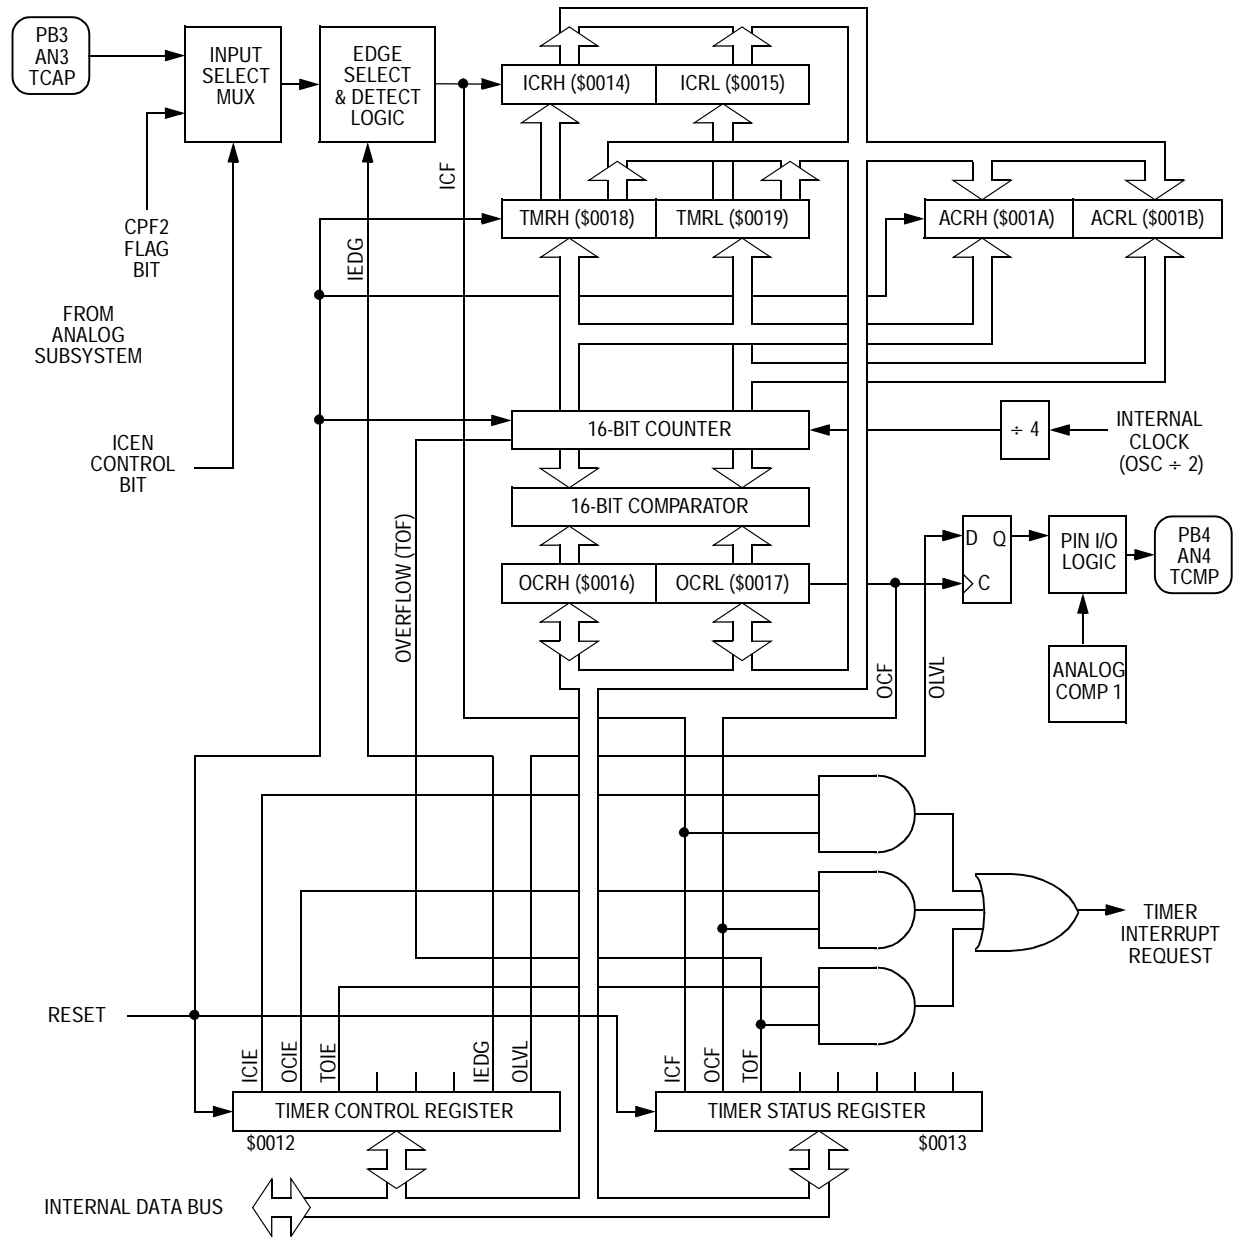 PB3
AN3
TCAP
INPUT
SELECT
MUX
EDGE
SELECT
& DETECT
LOGIC
ICRH ($0014)
ICRL ($0015)
ICF
TMRH ($0018)
TMRL ($0019)
ACRH ($001A)
ACRL ($001B)
CPF2
FLAG
BIT
IEDG
FROM
ANALOG
SUBSYSTEM
ICEN
CONTROL
BIT
16-BIT COUNTER
÷ 4
INTERNAL
CLOCK
(OSC ÷ 2)
16-BIT COMPARATOR
OVERFLOW (TOF)
OCRH ($0016)
OCRL ($0017)
D Q
C
PIN I/O
LOGIC
PB4
AN4
TCMP
OCF
OLVL
ANALOG
COMP 1
TIMER
INTERRUPT
REQUEST
RESET
ICIE
OCIE
TOIE
IEDG
OLVL
ICF
OCF
TOF
TIMER CONTROL REGISTER
$0012
TIMER STATUS REGISTER
$0013
INTERNAL DATA BUS